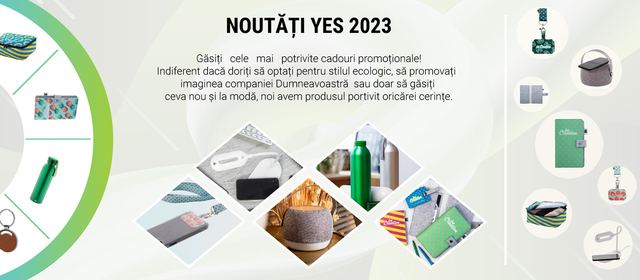 NOUTĂȚI YES 2023
Găsiți cele mai potrivite cadouri promoționale!
Indiferent dacă doriți să optați pentru stilul ecologic, să promovați
imaginea companiei Dumneavoastră sau doar să găsiți
ceva nou și la modă, noi avem produsul portivit oricărei cerințe.